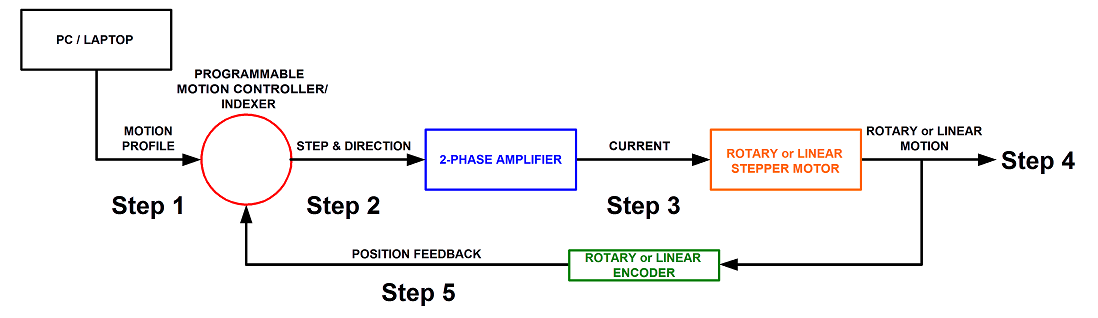 PC / LAPTOP
PROGRAMMABLE
MOTION CONTROLLER/
INDEXER
MOTION
PROFILE
STEP & DIRECTION
2-PHASE AMPLIFIER
CURRENT
ROTARY or LINEAR
STEPPER MOTOR
ROTARY or LINEAR
MOTION
Step 1
Step 2
Step 3
Step 4
POSITION FEEDBACK
ROTARY or LINEAR
ENCODER
Step 5